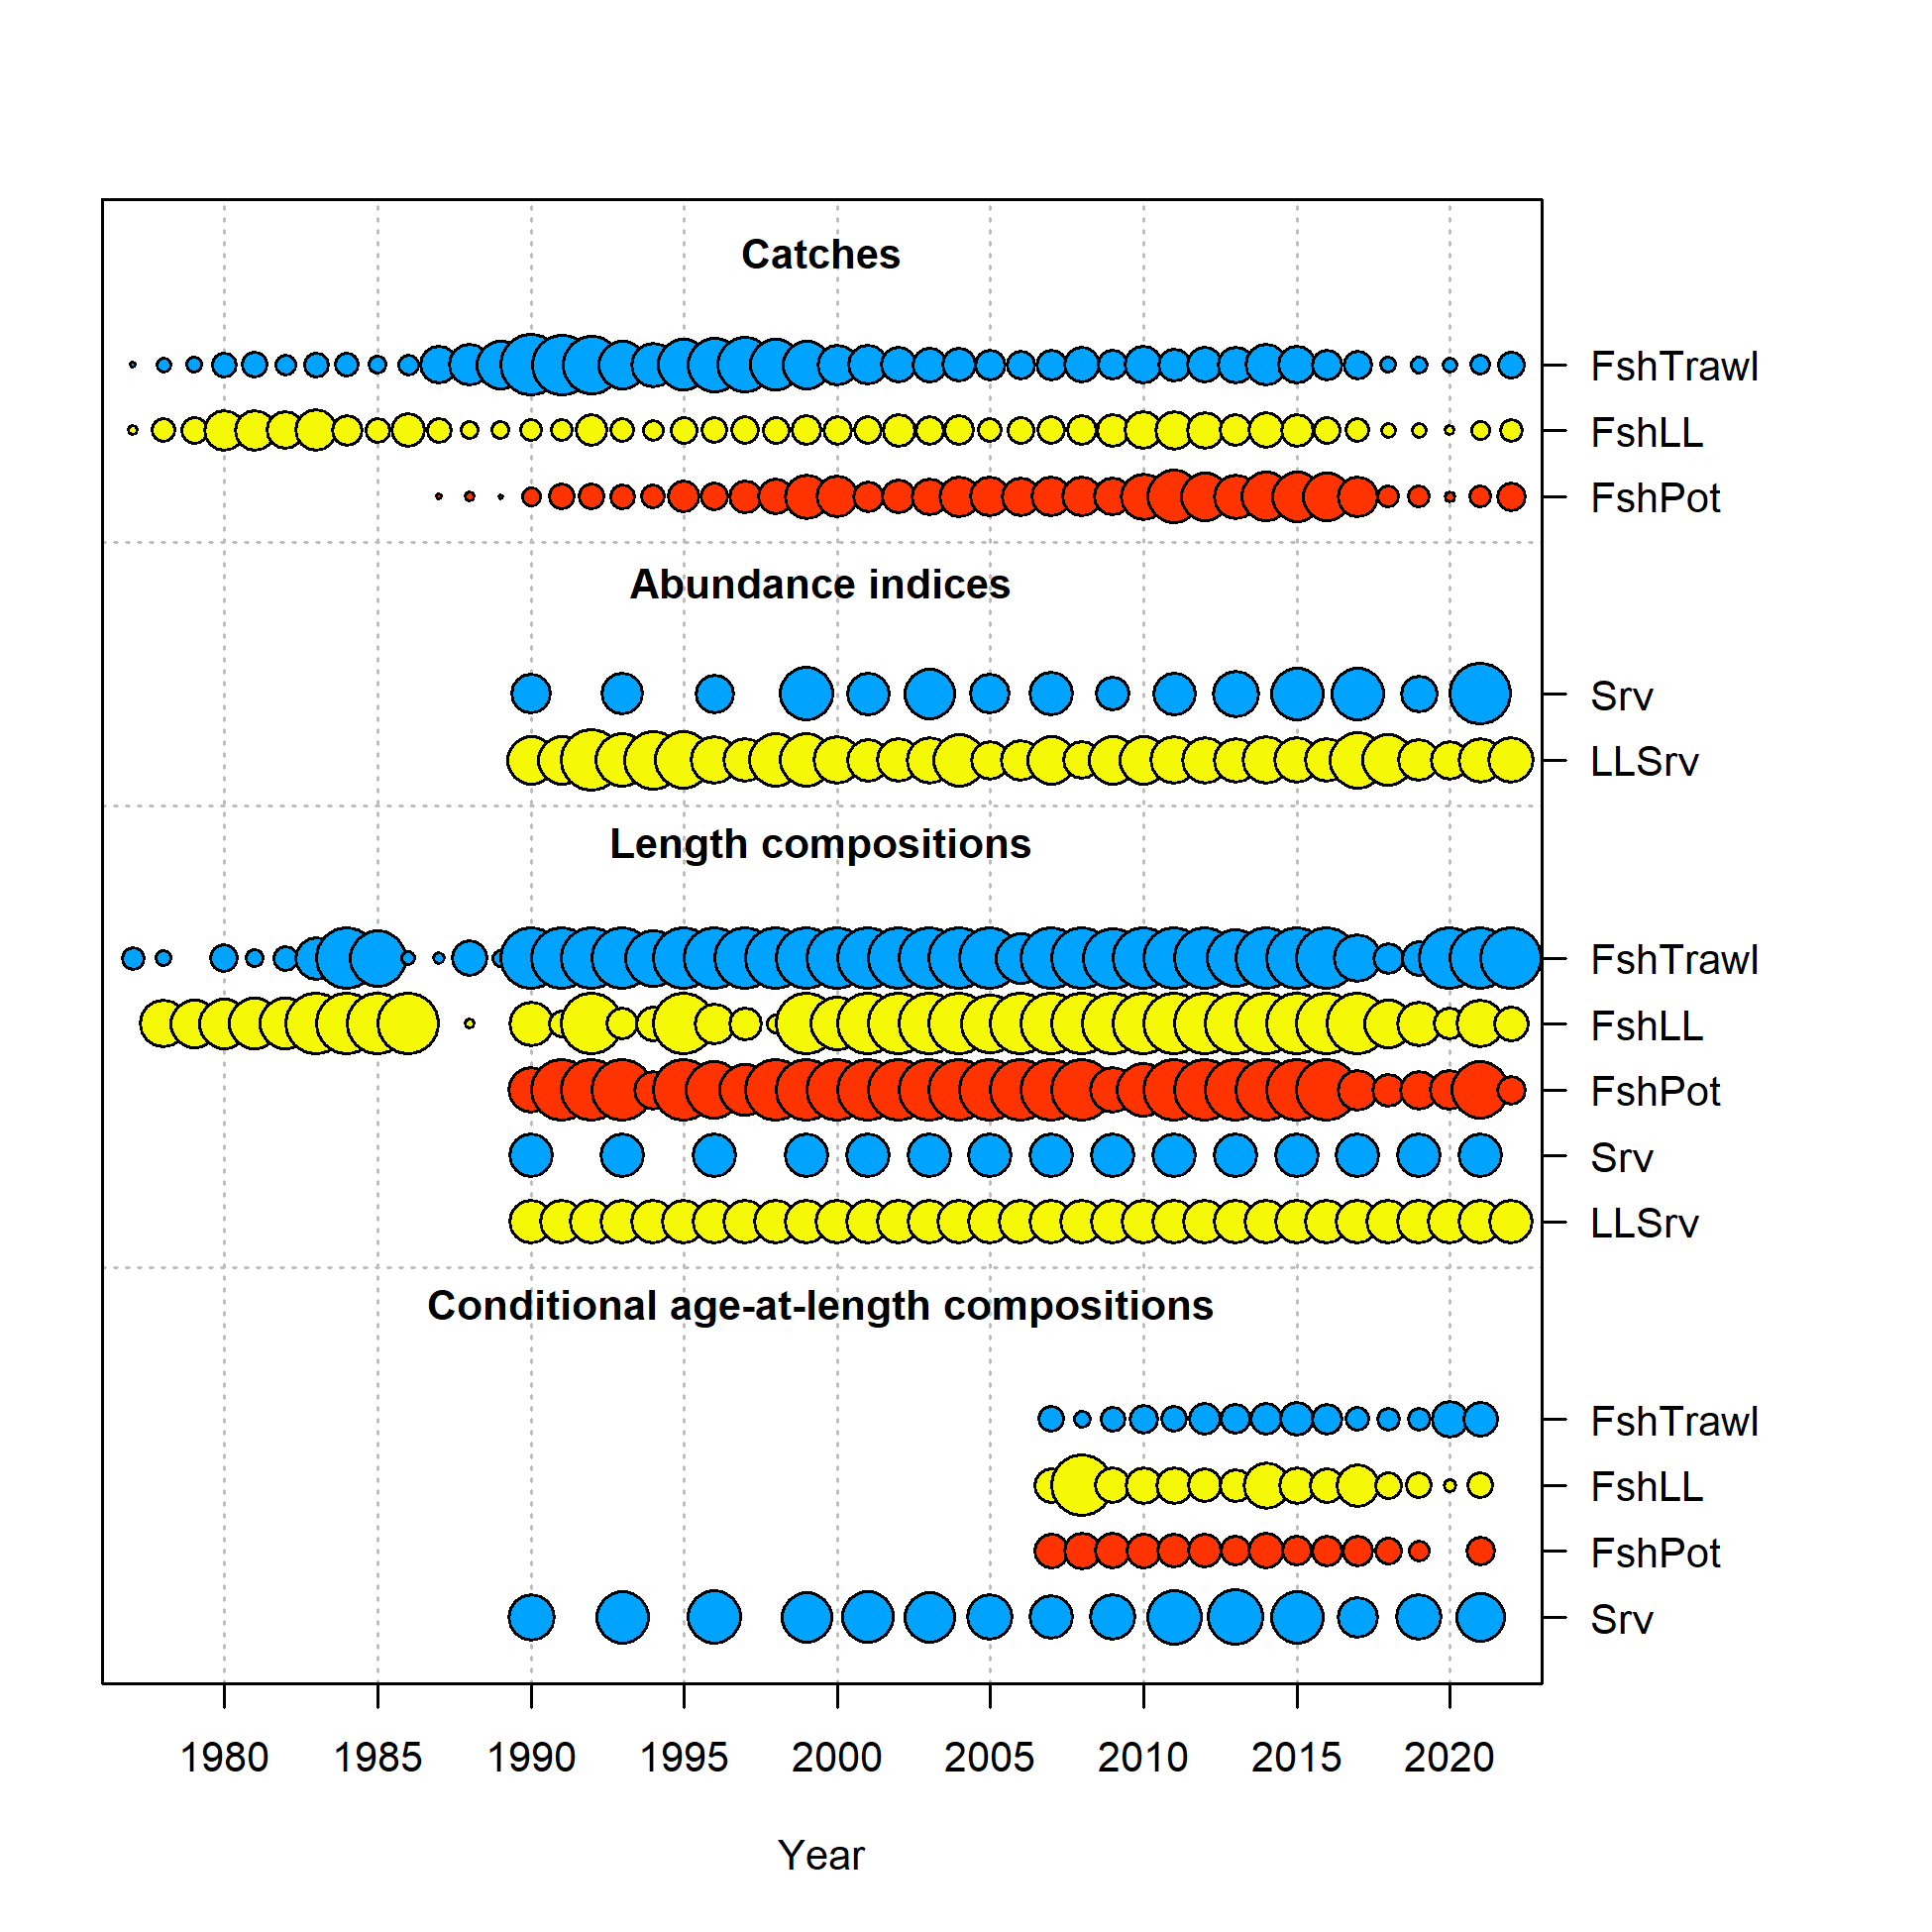 Catches
FshTrawl
FshLL
FshPot
Abundance indices
Srv
LLSrv
Length compositions
FshTrawl
FshLL
FshPot
Srv
LLSrv
Conditional age-at-length compositions
FshTrawl
FshLL
FshPot
Srv
1980 1985 1990 1995 2000 2005 2010 2015 2020
Year